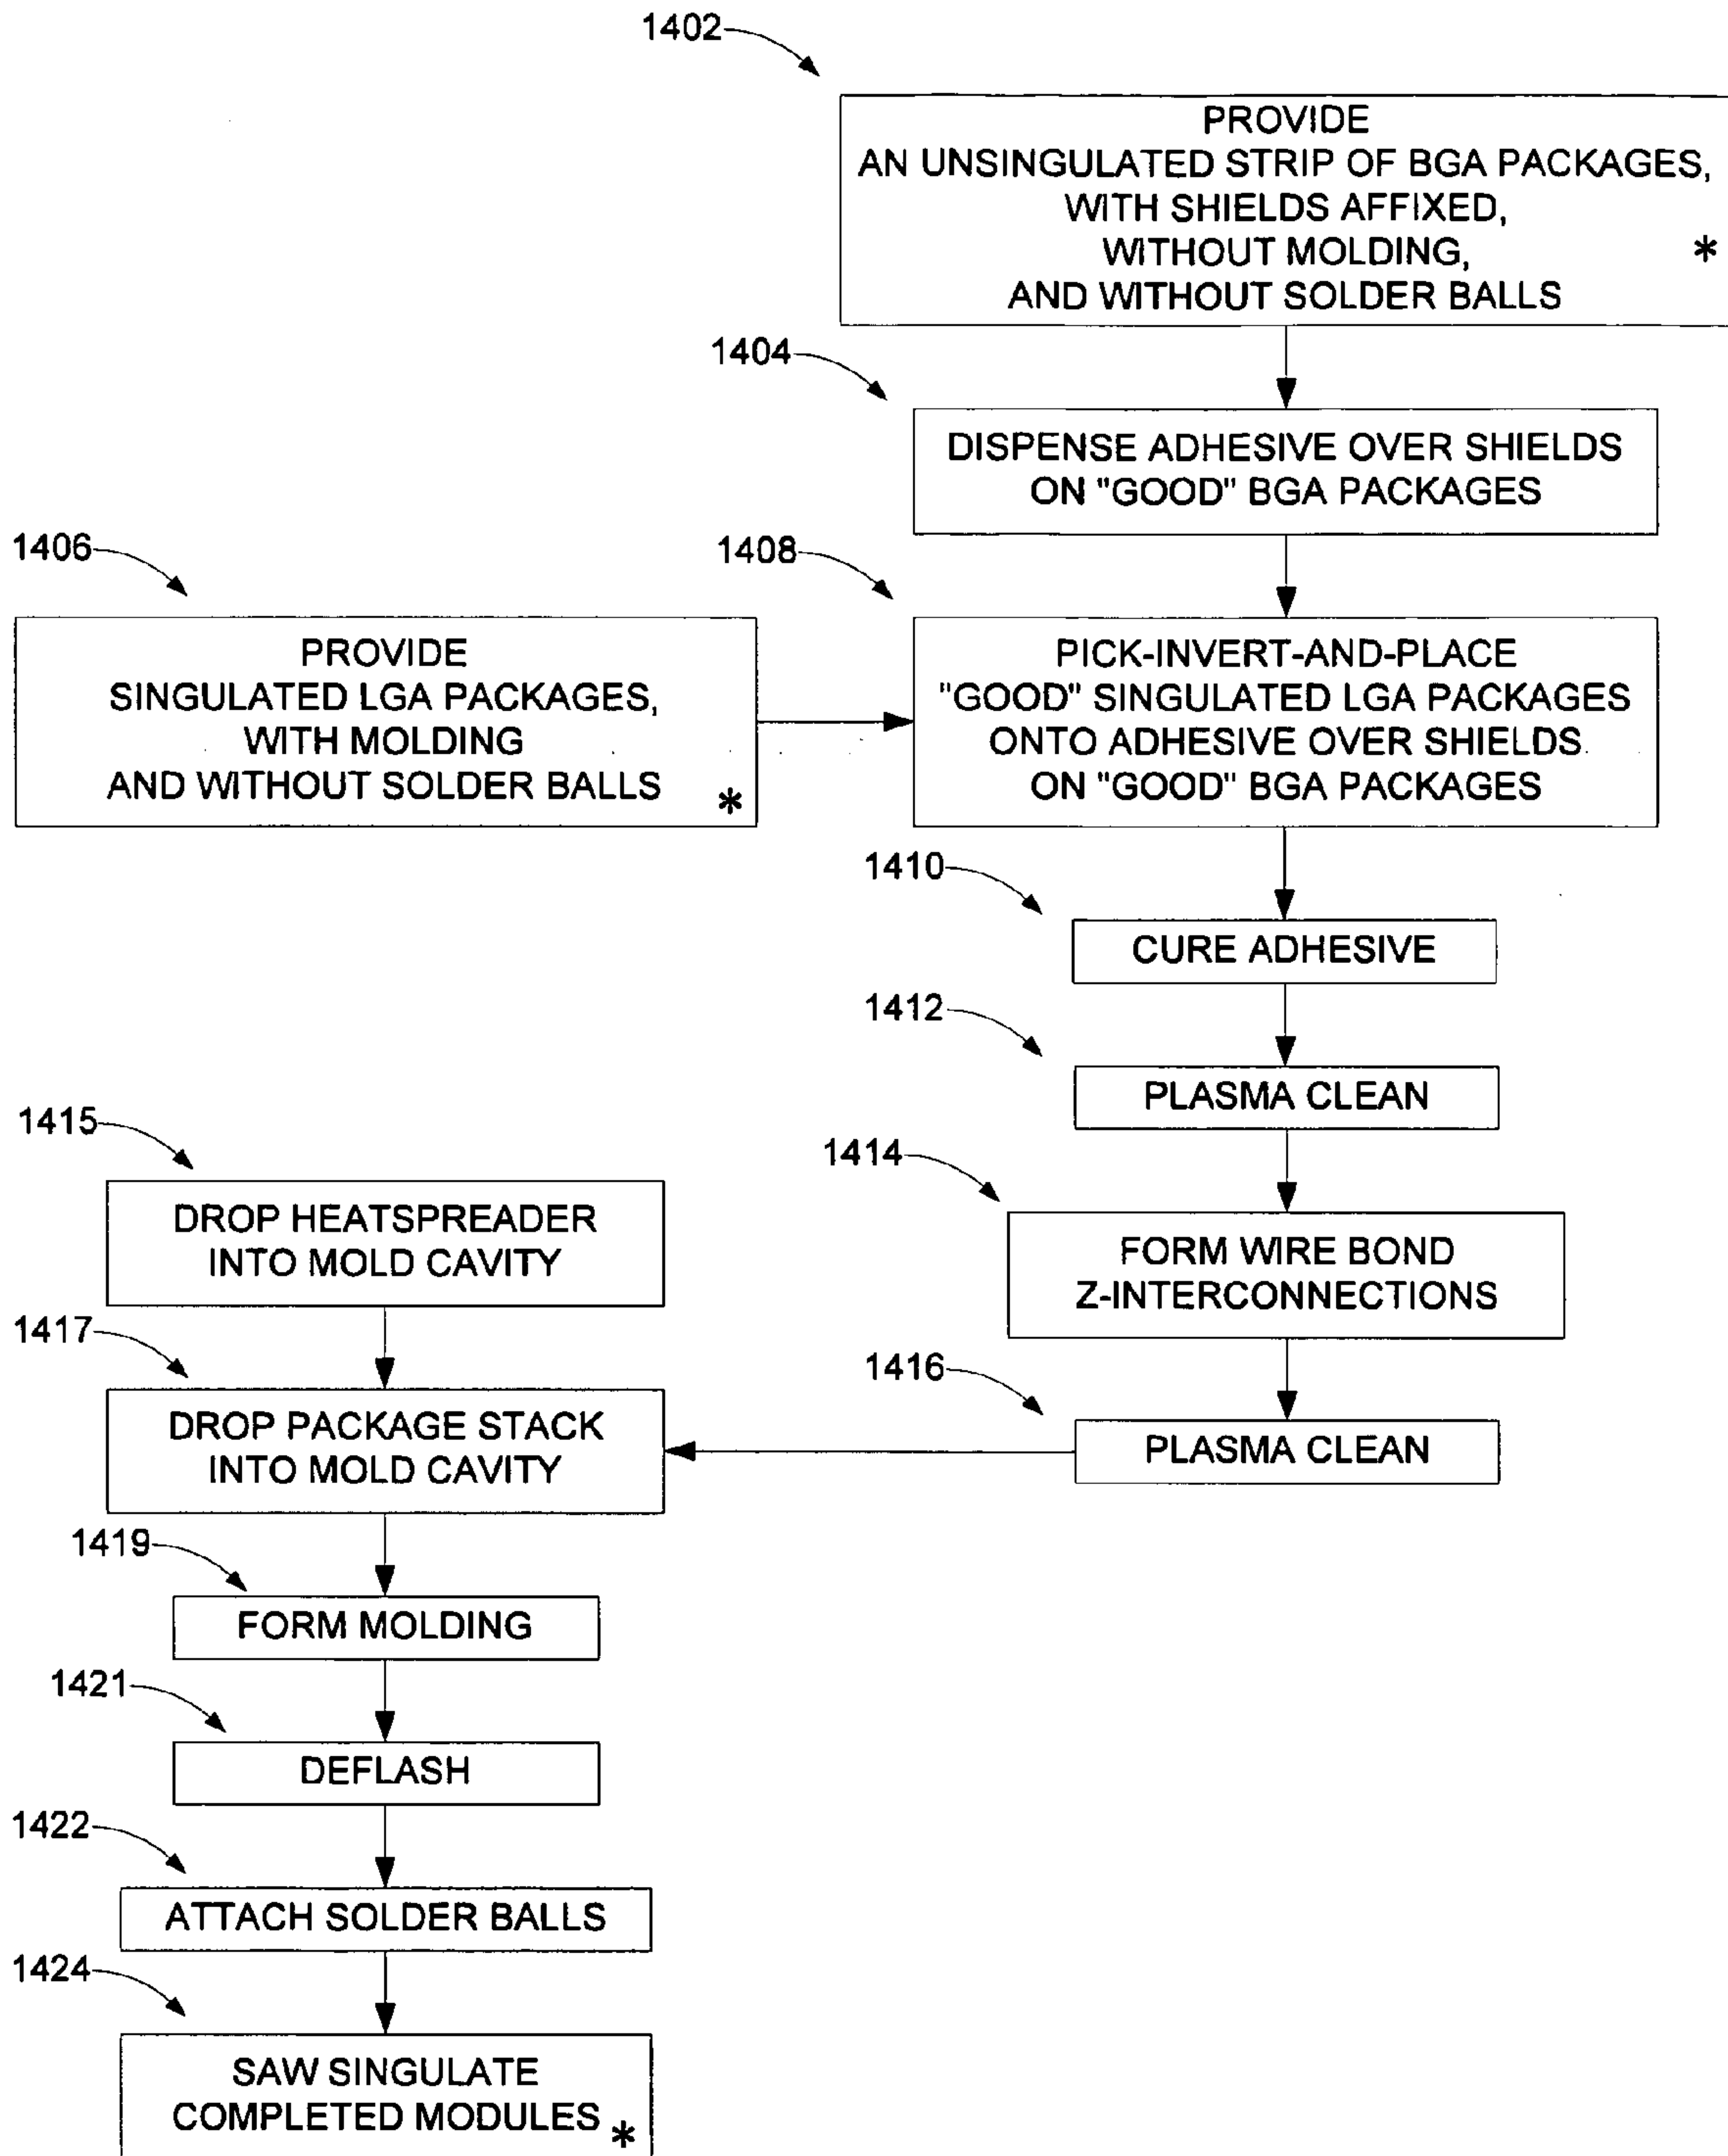 1402
PROVIDE
AN UNSINGULATED STRIP OF BGA PACKAGES,
WITH SHIELDS AFFIXED,
WITHOUT MOLDING,
AND WITHOUT SOLDER BALLS
*
1404
DISPENSE ADHESIVE OVER SHIELDS
ON "GOOD" BGA PACKAGES
1406
PROVIDE
SINGULATED LGA PACKAGES,
WITH MOLDING
AND WITHOUT SOLDER BALLS *
1408
PICK-INVERT-AND-PLACE
"GOOD" SINGULATED LGA PACKAGES
ONTO ADHESIVE OVER SHIELDS
ON "GOOD" BGA PACKAGES
1410
CURE ADHESIVE
1412
PLASMA CLEAN
1414
FORM WIRE BOND
Z-INTERCONNECTIONS
1416
PLASMA CLEAN
1415
DROP HEATSPREADER
INTO MOLD CAVITY
1417
DROP PACKAGE STACK
INTO MOLD CAVITY
1419
FORM MOLDING
1421
DEFLASH
1422
ATTACH SOLDER BALLS
1424
SAW SINGULATE
COMPLETED MODULES *